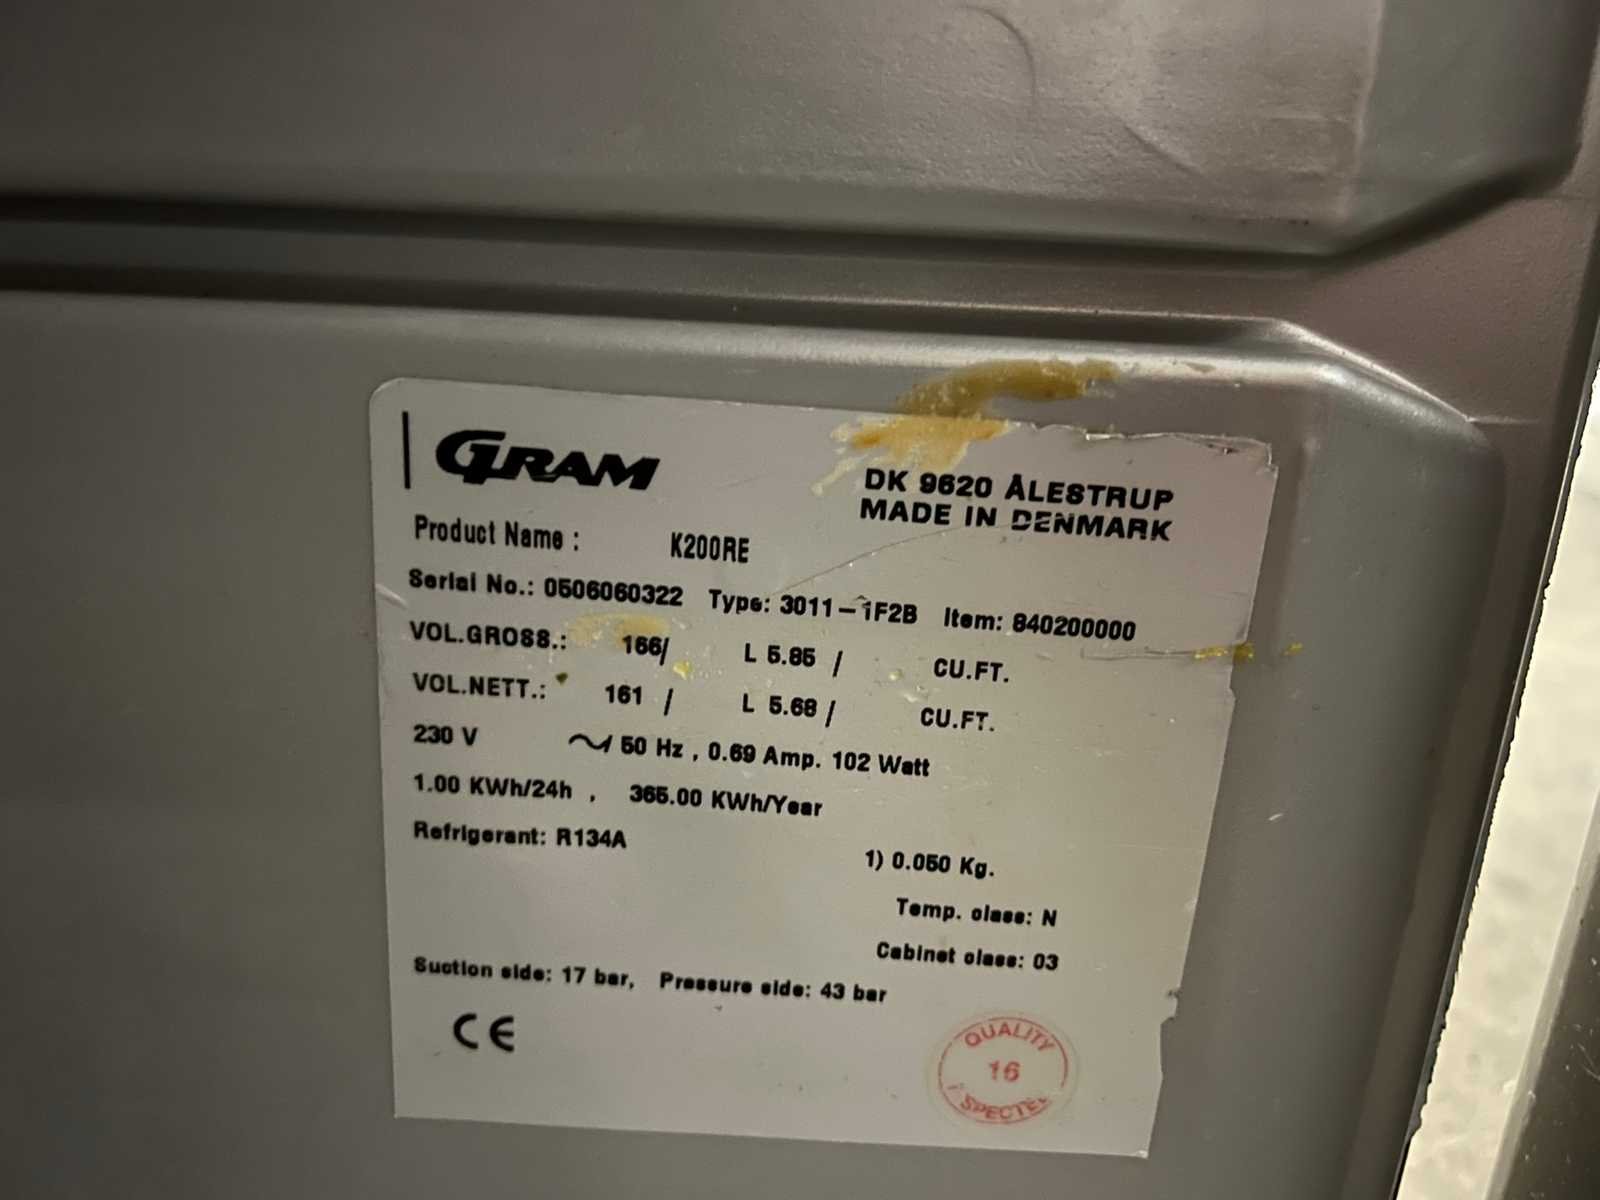 GRAM
DK 9620 ÅLESTRUP
MADE IN DENMARK
Product Name : K200RE
Serial No.: 0506060322 Type: 3011-1F2B Item: 840200000
VOL.GROSS.: 166/ L 5.85 / CU.FT.
VOL.NETT.: 161 / L 5.68 / CU.FT.
230 V ~/ 50 Hz , 0.69 Amp. 102 Watt
1.00 KWh/24h , 365.00 KWh/Year
Refrigerant: R134A
1) 0.050 Kg.
Temp. class: N
Cabinet class: 03
Suction side: 17 bar, Pressure side: 43 bar
CE
QUALITY
16